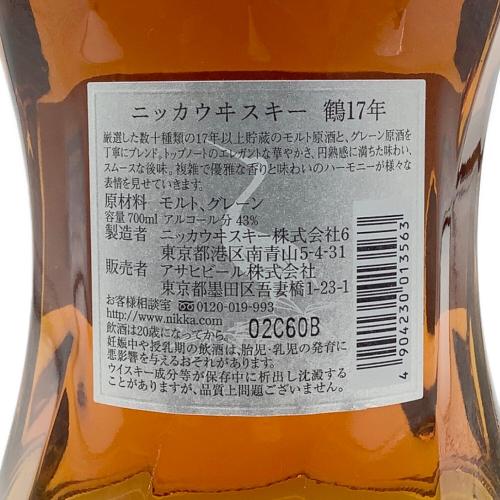 ニッカウヰスキー 鶴17年
厳選した数十種類の17年以上貯蔵のモルト原酒と、グレーン原酒を
丁寧にブレンド。トップノートのエレガントな華やかさ、円熟感に満ちた味わい、
スムースな後味。複雑で優雅な香りと味わいのハーモニーが様々な
表情を見せていきます。
原材料 モルト、グレーン
容量 700ml アルコール分 43%
製造者 ニッカウヰスキー株式会社6
東京都港区南青山5-4-31
販売者 アサヒビール株式会社
東京都墨田区吾妻橋1-23-1
お客様相談室 0120-019-993
http://www.nikka.com
飲酒は20歳になってから。
妊娠中や授乳期の飲酒は、胎児・乳児の発育に
悪影響を与えるおそれがあります。
ウイスキー成分等が保存中に析出し沈澱する
ことがありますが、品質上問題ございません。
02C60B
4904230013563